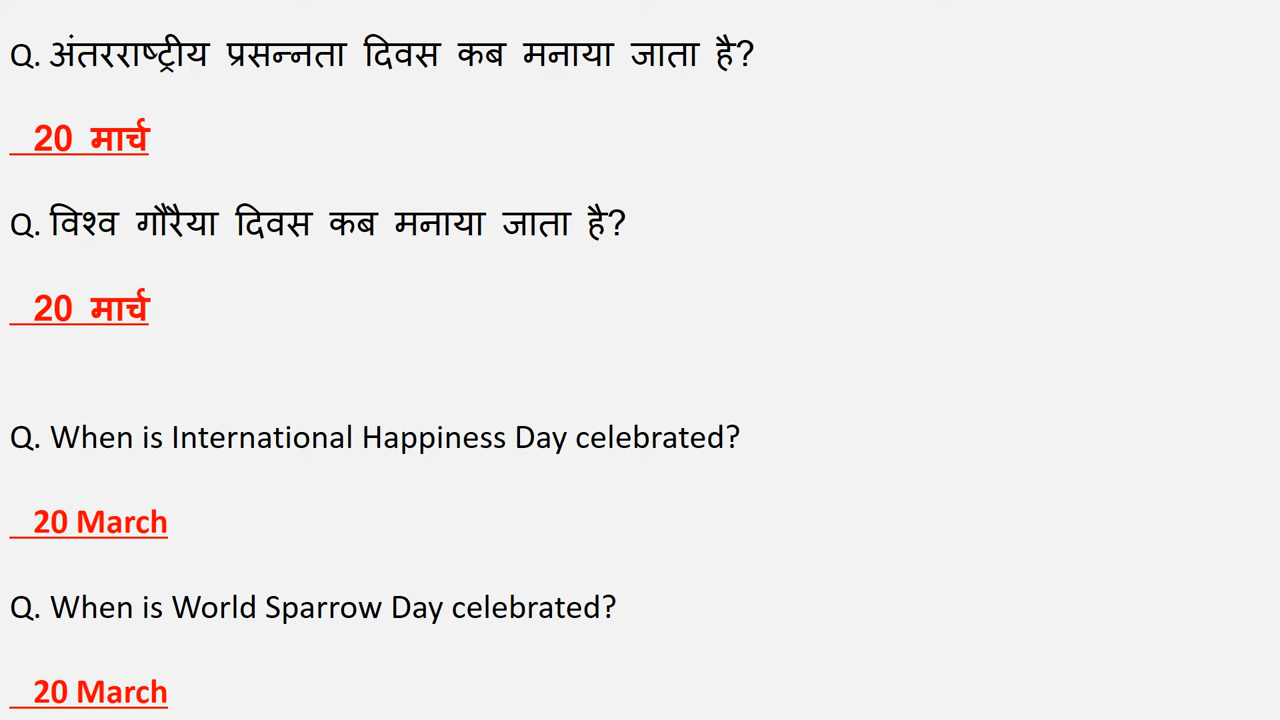 Q. अंतरराष्ट्रीय प्रसन्नता दिवस कब मनाया जाता है?
20 मार्च
Q. विश्व गौरैया दिवस कब मनाया जाता है?
20 मार्च
Q. When is International Happiness Day celebrated?
20 March
Q. When is World Sparrow Day celebrated?
20 March